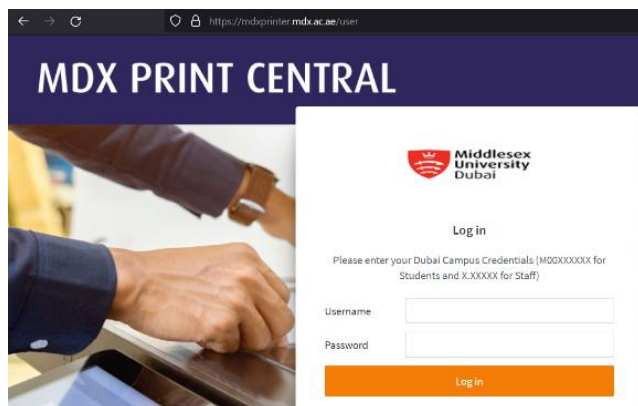 https://mdxprinter.mdx.ac.ae/user
MDX PRINT CENTRAL
Middlesex
University
Dubai
Log in
Please enter your Dubai Campus Credentials (M00XXXXXX for
Students and X.XXXXX for Staff)
Username
Password
Log in